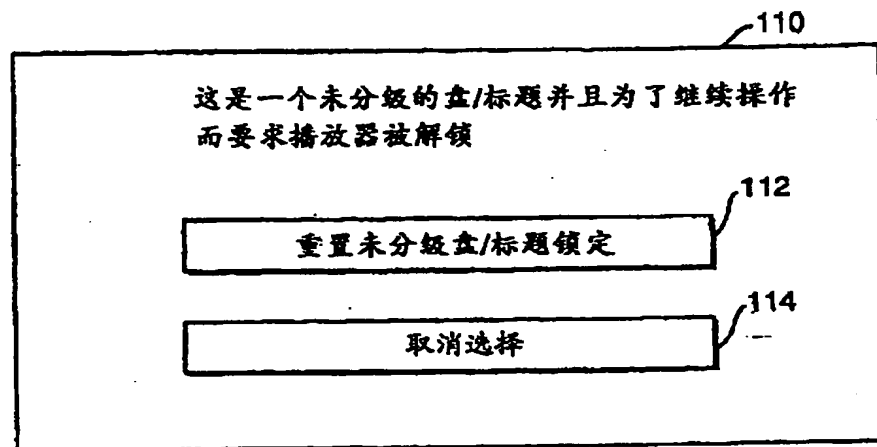 110
这是一个未分级的盘/标题并且为了继续操作
而要求播放器被解锁
112
重置未分级盘/标题锁定
114
取消选择